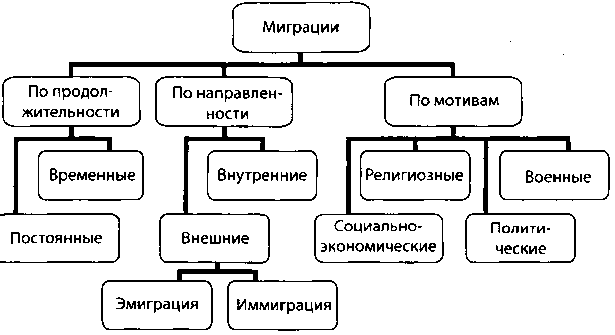 Миграции
По продол-
жительности
По направлен-
ности
По мотивам
Временные
Внутренние
Религиозные
Военные
Постоянные
Внешние
Социально-
экономические
Полити-
ческие
Эмиграция
Иммиграция